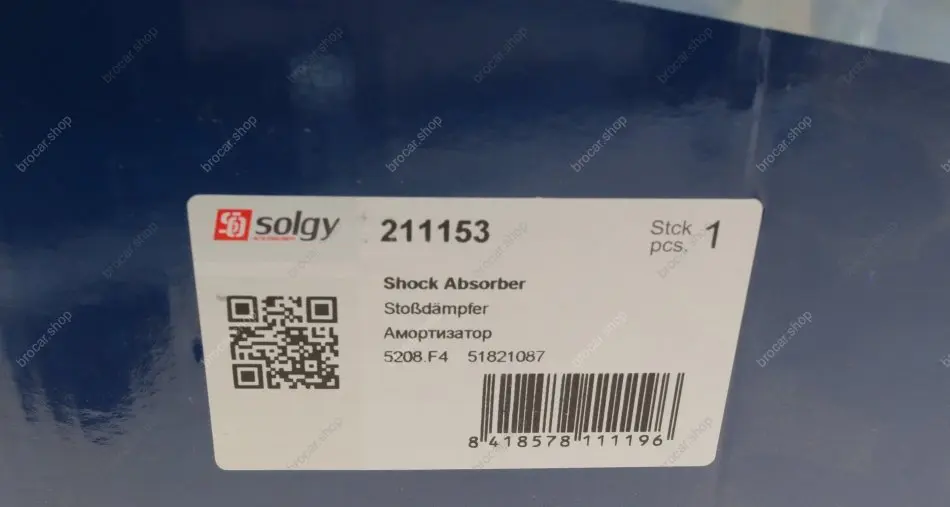 solgy
211153
Stck
pcs. 1
Shock Absorber
Stoßdämpfer
Амортизатор
5208.F4 51821087
8 418578 111196
brocar.shop